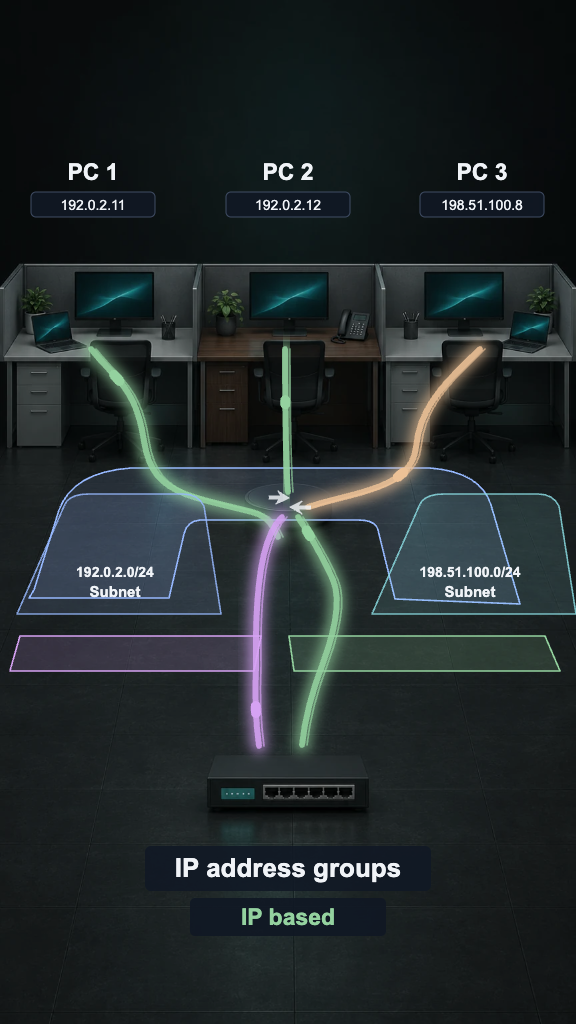 PC 1
PC 2
PC 3
192.0.2.11
192.0.2.12
198.51.100.8
192.0.2.0/24
Subnet
198.51.100.0/24
Subnet
IP address groups
IP based